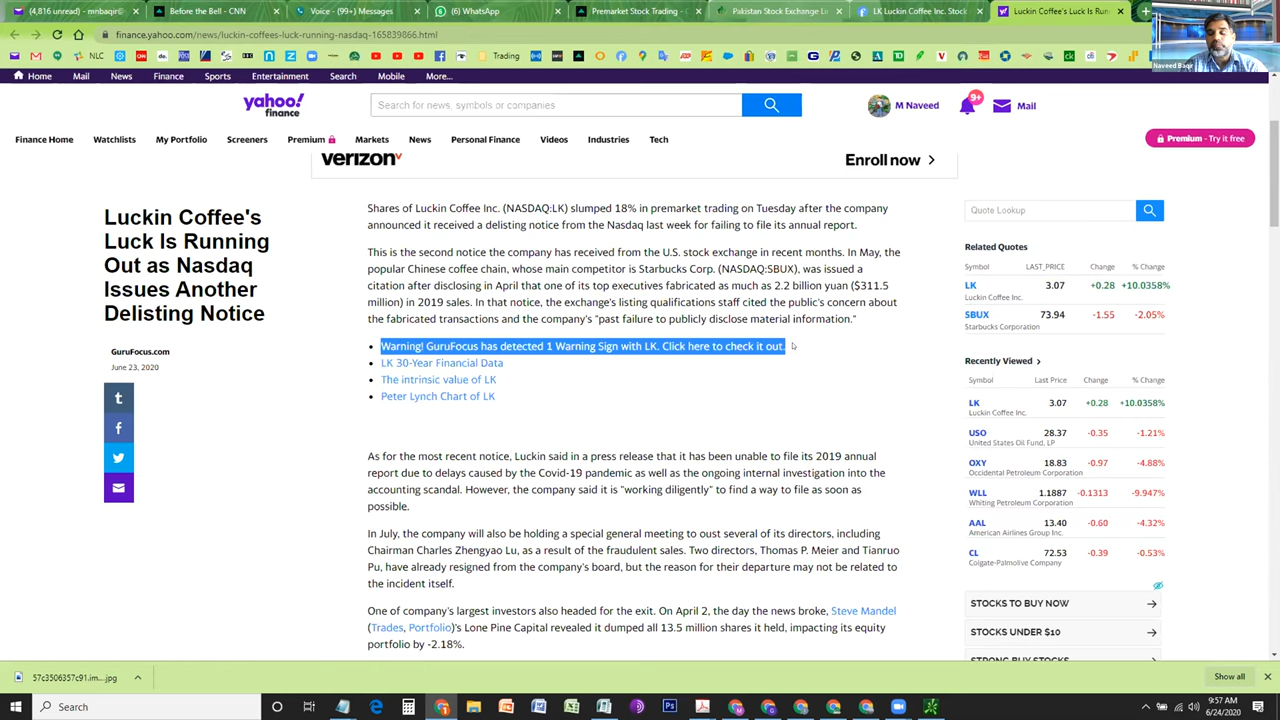 (4,816 unread) - mnbaqir@
Before the Bell - CNN
Voice - (99+) Messages
(6) WhatsApp
Premarket Stock Trading - C
Pakistan Stock Exchange Li
LK Luckin Coffee Inc. Stock
Luckin Coffee's Luck Is Runn
finance.yahoo.com/news/luckin-coffees-luck-running-nasdaq-165839866.html
NLC
Trading
Naveed Baqir
Home
Mail
News
Finance
Sports
Entertainment
Search
Mobile
More...
yahoo!
finance
Search for news, symbols or companies
M Naveed
9+
Mail
Finance Home
Watchlists
My Portfolio
Screeners
Premium
Markets
News
Personal Finance
Videos
Industries
Tech
Premium - Try it free
verizon
Enroll now
Luckin Coffee's
Luck Is Running
Out as Nasdaq
Issues Another
Delisting Notice
GuruFocus.com
June 23, 2020
Shares of Luckin Coffee Inc. (NASDAQ:LK) slumped 18% in premarket trading on Tuesday after the company
announced it received a delisting notice from the Nasdaq last week for failing to file its annual report.
This is the second notice the company has received from the U.S. stock exchange in recent months. In May, the
popular Chinese coffee chain, whose main competitor is Starbucks Corp. (NASDAQ:SBUX), was issued a
citation after disclosing in April that one of its top executives fabricated as much as 2.2 billion yuan ($311.5
million) in 2019 sales. In that notice, the exchange's listing qualifications staff cited the public's concern about
the fabricated transactions and the company's "past failure to publicly disclose material information."
Warning! GuruFocus has detected 1 Warning Sign with LK. Click here to check it out.
LK 30-Year Financial Data
The intrinsic value of LK
Peter Lynch Chart of LK
As for the most recent notice, Luckin said in a press release that it has been unable to file its 2019 annual
report due to delays caused by the Covid-19 pandemic as well as the ongoing internal investigation into the
accounting scandal. However, the company said it is "working diligently" to find a way to file as soon as
possible.
In July, the company will also be holding a special general meeting to oust several of its directors, including
Chairman Charles Zhengyao Lu, as a result of the fraudulent sales. Two directors, Thomas P. Meier and Tianruo
Pu, have already resigned from the company's board, but the reason for their departure may not be related to
the incident itself.
One of company's largest investors also headed for the exit. On April 2, the day the news broke, Steve Mandel
(Trades, Portfolio)'s Lone Pine Capital revealed it dumped all 13.5 million shares it held, impacting its equity
portfolio by -2.18%.
Quote Lookup
Related Quotes
Symbol LAST_PRICE Change % Change
LK 3.07 +0.28 +10.0358%
Luckin Coffee Inc.
SBUX 73.94 -1.55 -2.05%
Starbucks Corporation
Recently Viewed
Symbol Last Price Change % Change
LK 3.07 +0.28 +10.0358%
Luckin Coffee Inc.
USO 28.37 -0.35 -1.21%
United States Oil Fund, LP
OXY 18.83 -0.97 -4.88%
Occidental Petroleum Corporation
WLL 1.1887 -0.1313 -9.947%
Whiting Petroleum Corporation
AAL 13.40 -0.60 -4.32%
American Airlines Group Inc.
CL 72.53 -0.39 -0.53%
Colgate-Palmolive Company
STOCKS TO BUY NOW
STOCKS UNDER $10
STRONG BUY STOCKS
57c3506357c91.im....jpg
Show all
Search
9:57 AM
6/24/2020